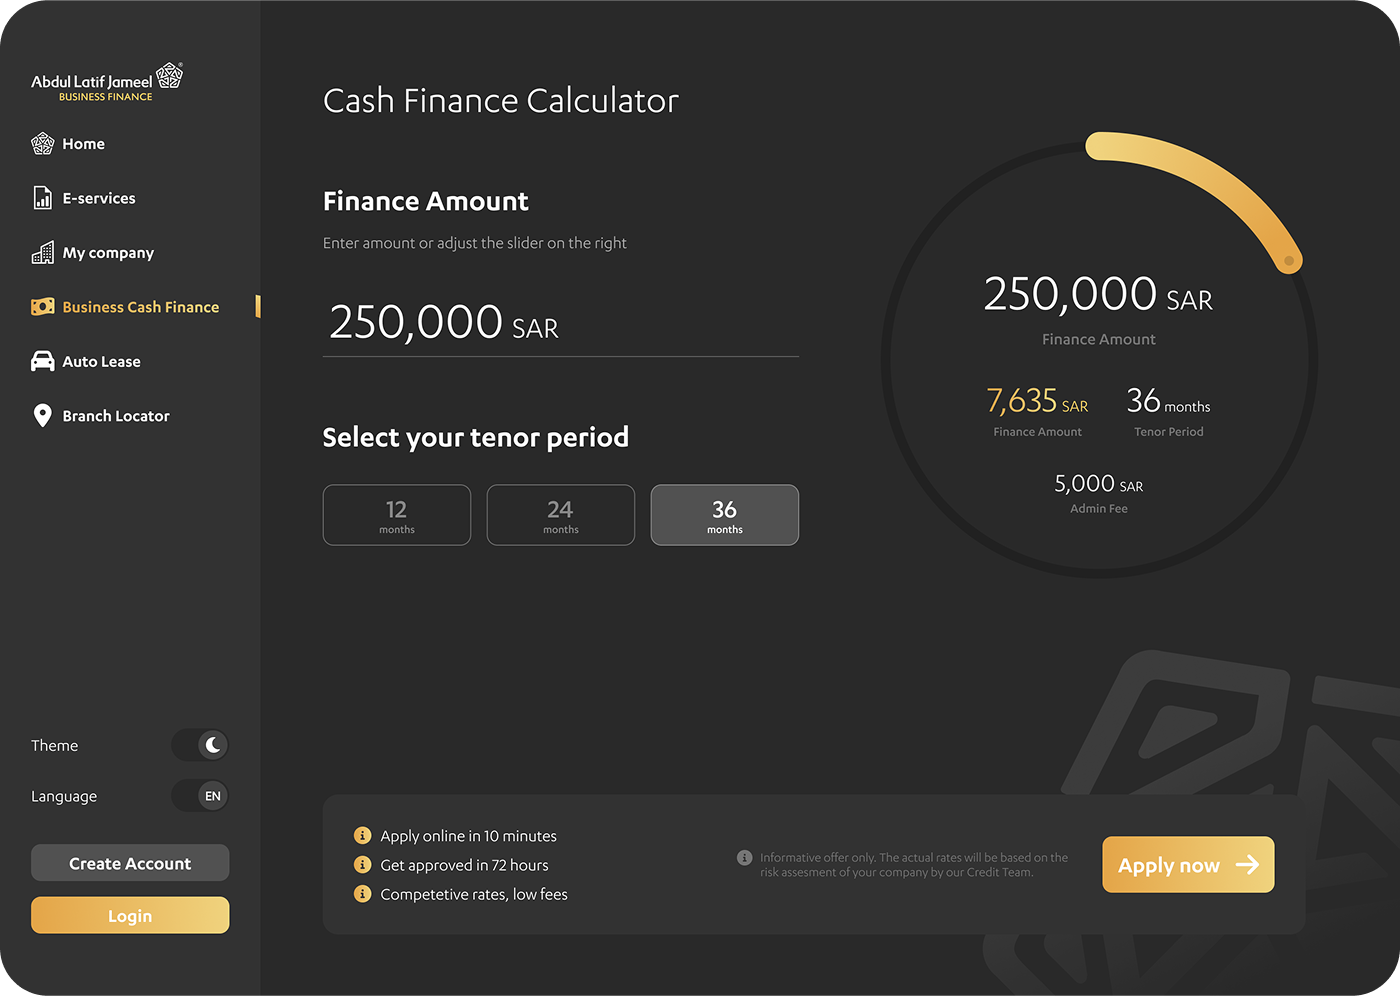 Abdul Latif Jameel
BUSINESS FINANCE
Home
E-services
My company
Business Cash Finance
Auto Lease
Branch Locator
Theme
Language
EN
Create Account
Login
Cash Finance Calculator
Finance Amount
Enter amount or adjust the slider on the right
250,000 SAR
Select your tenor period
12
months
24
months
36
months
250,000 SAR
Finance Amount
7,635 SAR
Finance Amount
36 months
Tenor Period
5,000 SAR
Admin Fee
Apply online in 10 minutes
Get approved in 72 hours
Competetive rates, low fees
Informative offer only. The actual rates will be based on the
risk assesment of your company by our Credit Team.
Apply now